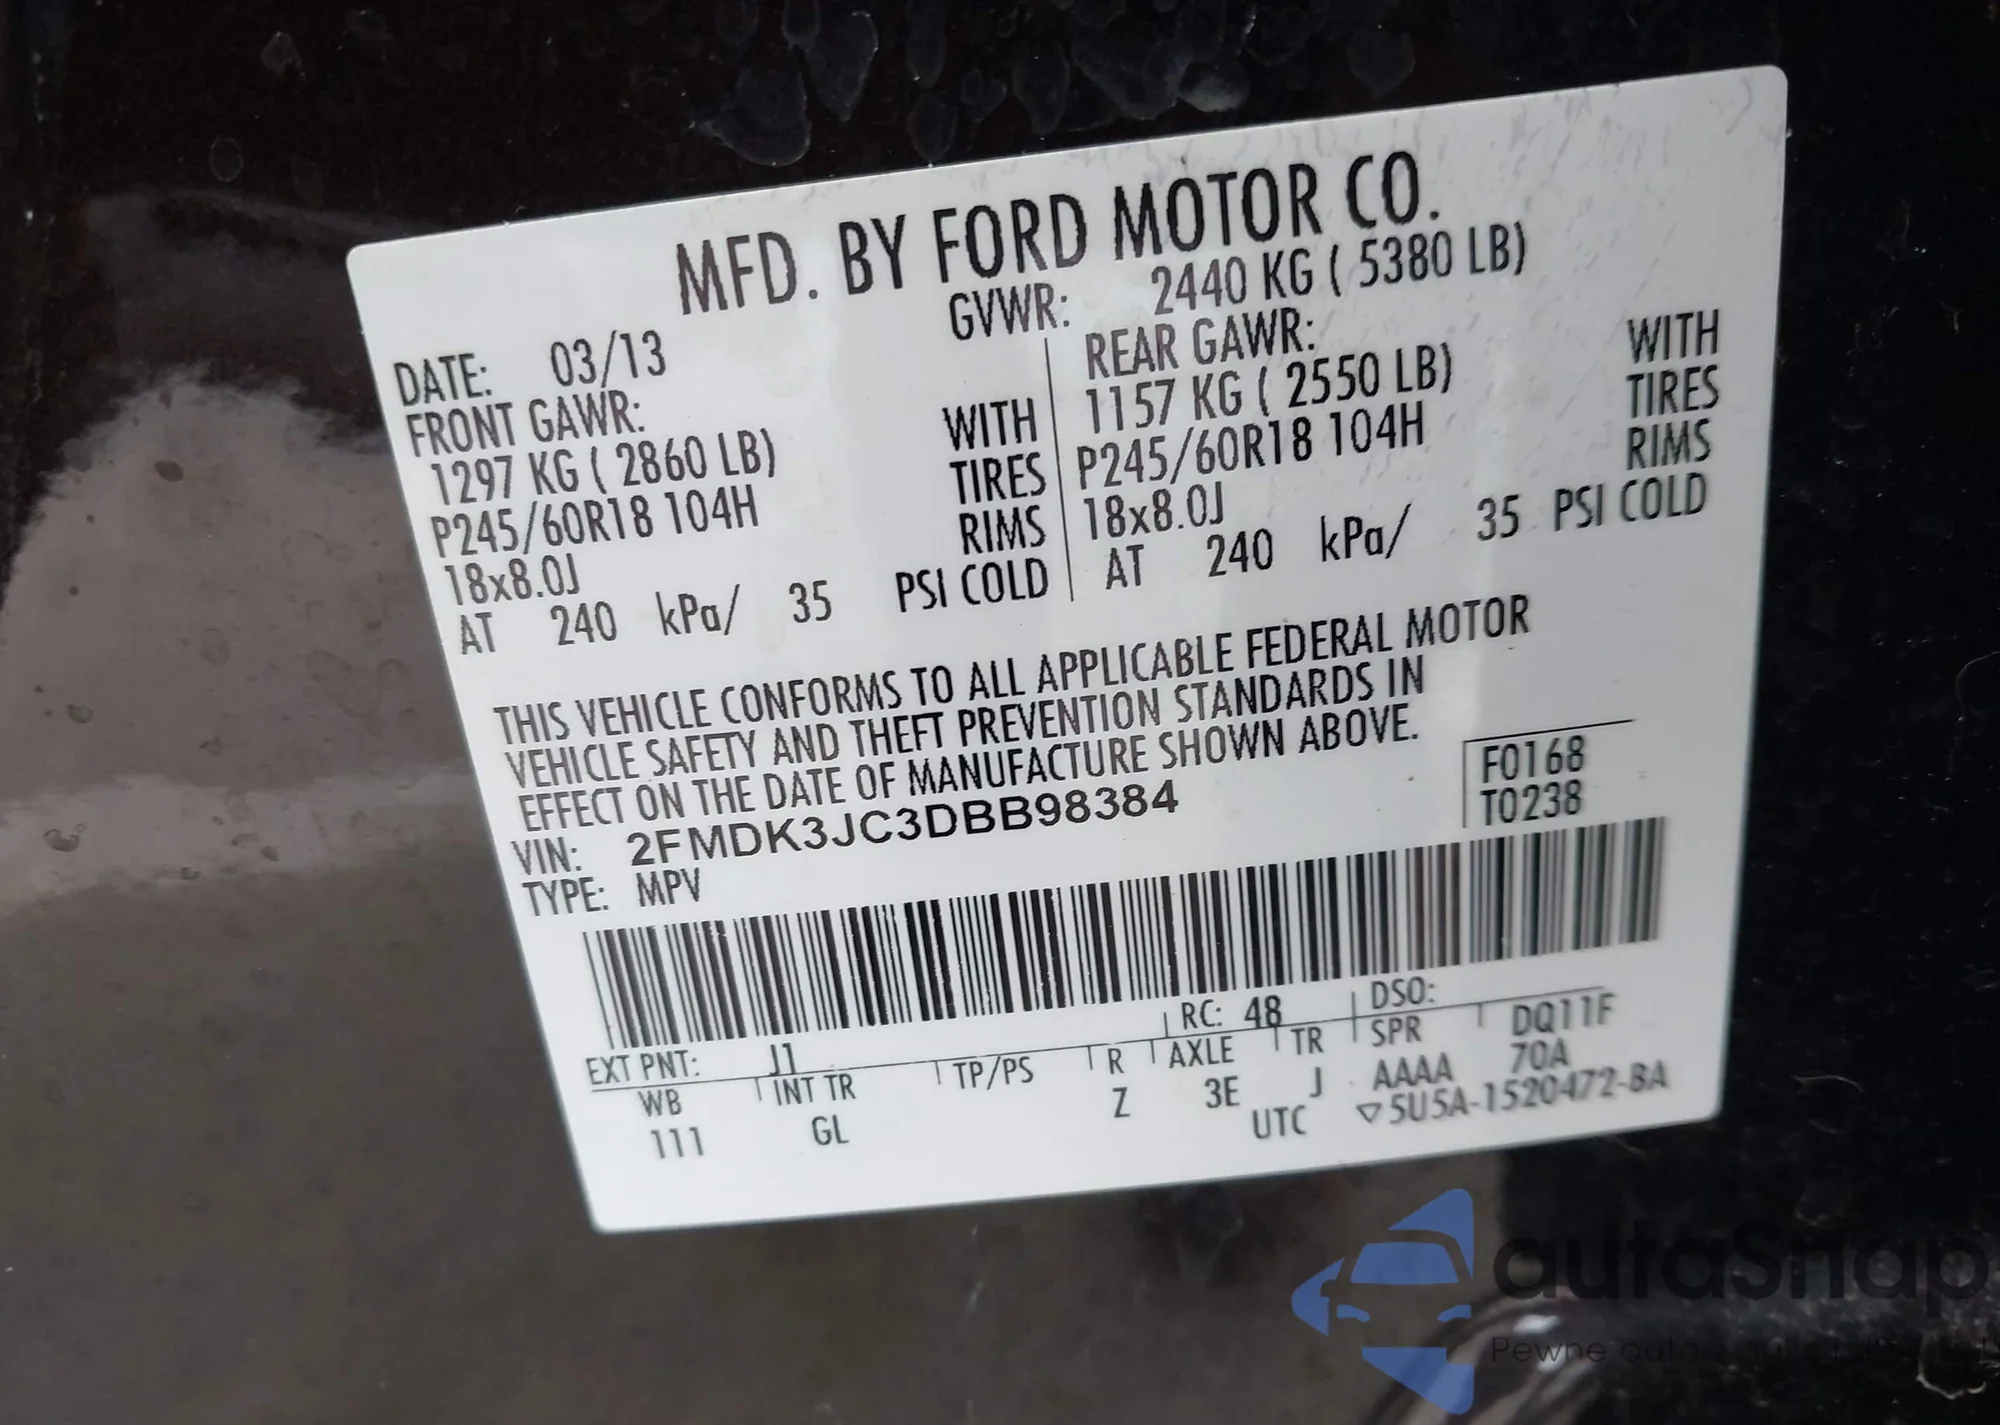 MFD. BY FORD MOTOR CO.
DATE: 03/13 GVWR: 2440 KG ( 5380 LB)
FRONT GAWR: REAR GAWR:
1297 KG ( 2860 LB) WITH 1157 KG ( 2550 LB) WITH
P245/60R18 104H TIRES P245/60R18 104H TIRES
18x8.0J RIMS 18x8.0J RIMS
AT 240 kPa/ 35 PSI COLD AT 240 kPa/ 35 PSI COLD
THIS VEHICLE CONFORMS TO ALL APPLICABLE FEDERAL MOTOR
VEHICLE SAFETY AND THEFT PREVENTION STANDARDS IN
EFFECT ON THE DATE OF MANUFACTURE SHOWN ABOVE.
F0168
T0238
VIN: 2FMDK3JC3DBB98384
TYPE: MPV
EXT PNT: J1 RC: 48 DSO:
WB INT TR TP/PS R AXLE TR SPR DQ11F
111 GL Z 3E J AAAA 70A
UTC ▽5U5A-1520472-BA
autaSnap
Pewne auta